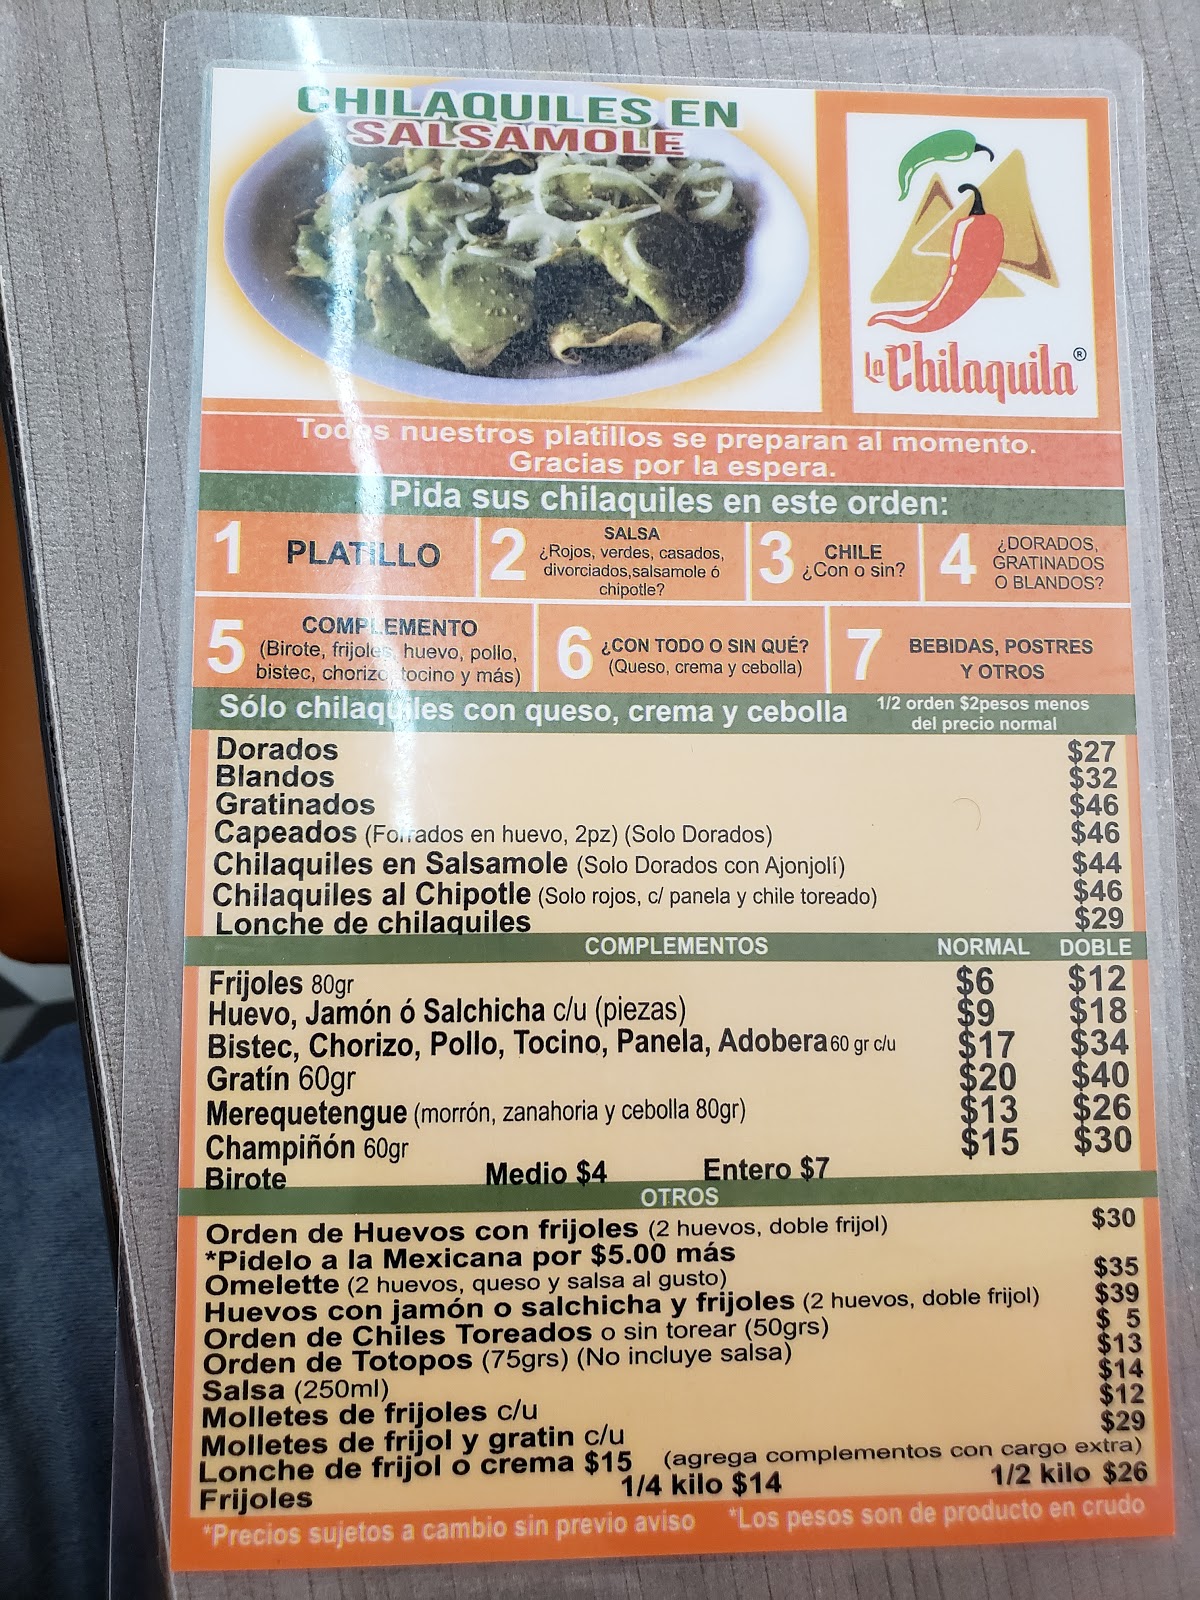 CHILAQUILES EN
SALSAMOLE
La Chilaquila®
Todos nuestros platillos se preparan al momento.
Gracias por la espera.
Pida sus chilaquiles en este orden:
1 PLATILLO
2 SALSA
¿Rojos, verdes, casados,
divorciados,salsamole ó
chipotle?
3 CHILE
¿Con o sin?
4 ¿DORADOS,
GRATINADOS
O BLANDOS?
5 COMPLEMENTO
(Birote, frijoles, huevo, pollo,
bistec, chorizo, tocino y más)
6 ¿CON TODO O SIN QUÉ?
(Queso, crema y cebolla)
7 BEBIDAS, POSTRES
Y OTROS
Sólo chilaquiles con queso, crema y cebolla
1/2 orden $2pesos menos
del precio normal
Dorados $27
Blandos $32
Gratinados $46
Capeados (Forrados en huevo, 2pz) (Solo Dorados) $46
Chilaquiles en Salsamole (Solo Dorados con Ajonjolí) $44
Chilaquiles al Chipotle (Solo rojos, c/ panela y chile toreado) $46
Lonche de chilaquiles $29
COMPLEMENTOS NORMAL DOBLE
Frijoles 80gr $6 $12
Huevo, Jamón ó Salchicha c/u (piezas) $9 $18
Bistec, Chorizo, Pollo, Tocino, Panela, Adobera 60 gr c/u $17 $34
Gratín 60gr $20 $40
Merequetengue (morrón, zanahoria y cebolla 80gr) $13 $26
Champiñón 60gr $15 $30
Birote Medio $4 Entero $7
OTROS
Orden de Huevos con frijoles (2 huevos, doble frijol) $30
*Pidelo a la Mexicana por $5.00 más
Omelette (2 huevos, queso y salsa al gusto) $35
Huevos con jamón o salchicha y frijoles (2 huevos, doble frijol) $39
Orden de Chiles Toreados o sin torear (50grs) $ 5
Orden de Totopos (75grs) (No incluye salsa) $13
Salsa (250ml) $14
Molletes de frijoles c/u $12
Molletes de frijol y gratin c/u $29
Lonche de frijol o crema $15 (agrega complementos con cargo extra)
Frijoles 1/4 kilo $14 1/2 kilo $26
*Precios sujetos a cambio sin previo aviso *Los pesos son de producto en crudo